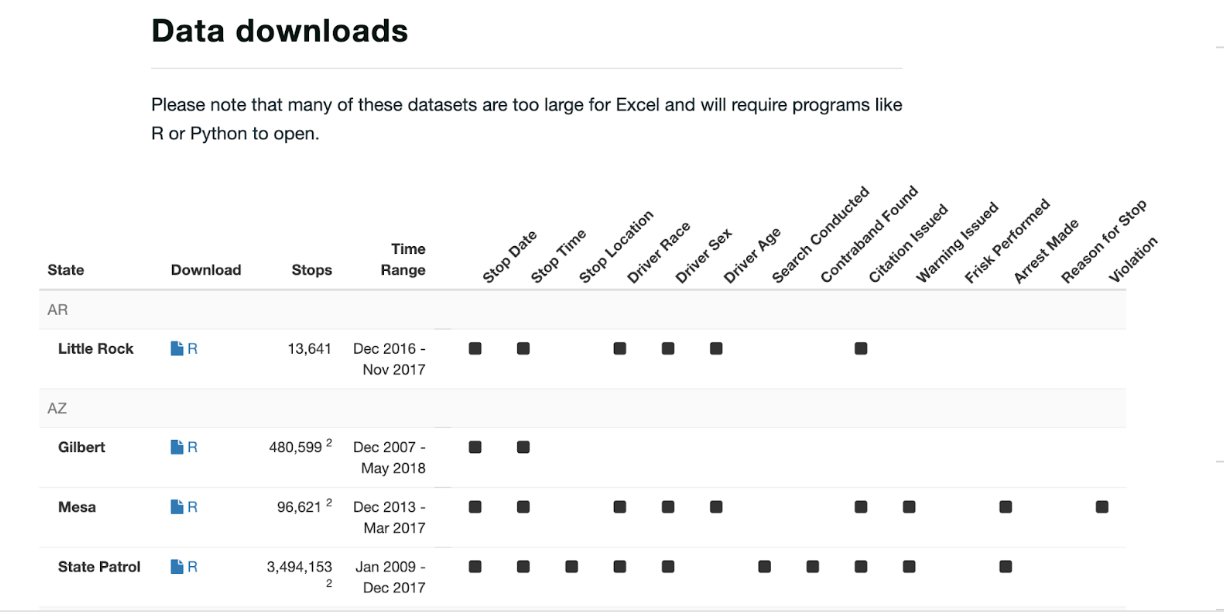 Data downloads
Please note that many of these datasets are too large for Excel and will require programs like
R or Python to open.
State Download Stops Time Range Stop Date Stop Time Stop Location Driver Race Driver Sex Driver Age Search Conducted Contraband Found Citation Issued Warning Issued Frisk Performed Arrest Made Reason for Stop Violation
AR
Little Rock R 13,641 Dec 2016 -
Nov 2017
AZ
Gilbert R 480,599 2 Dec 2007 -
May 2018
Mesa R 96,621 2 Dec 2013 -
Mar 2017
State Patrol R 3,494,153 Jan 2009 -
2 Dec 2017